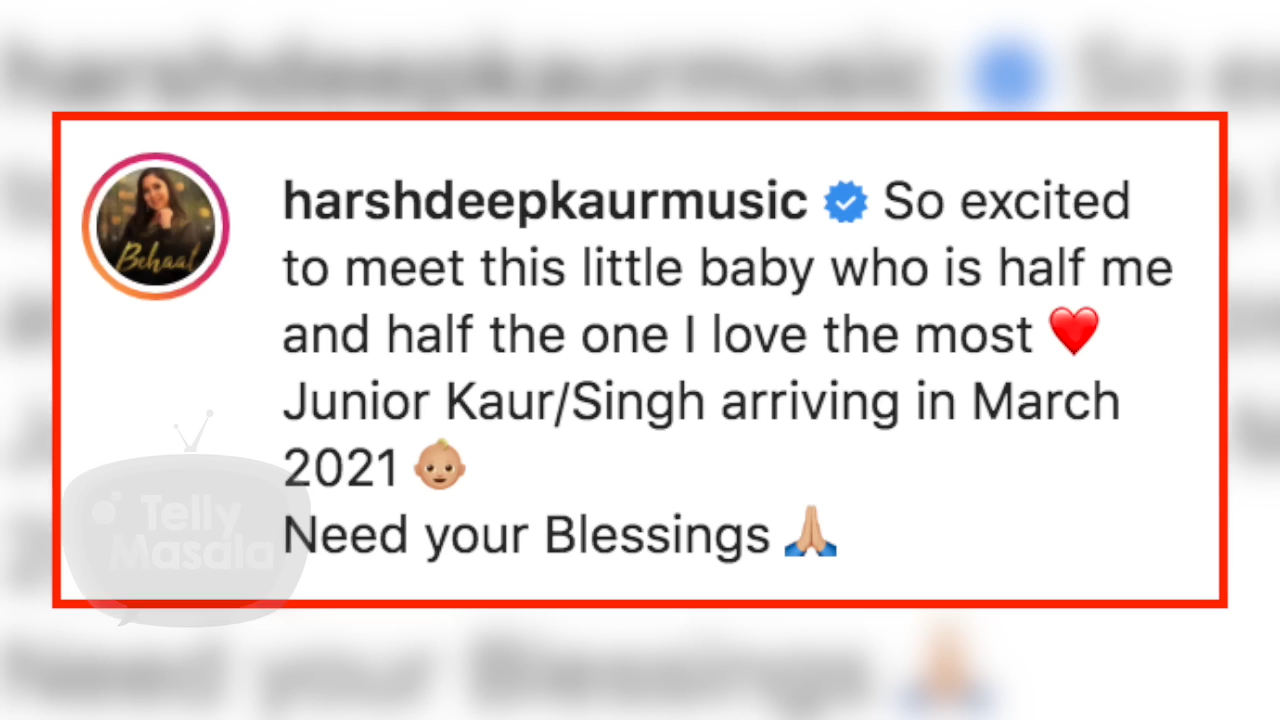 harshdeepkaurmusic So excited
to meet this little baby who is half me
and half the one I love the most ❤️
Junior Kaur/Singh arriving in March
2021 👶🏼
Need your Blessings 🙏🏼
Behaal
Telly
Masala